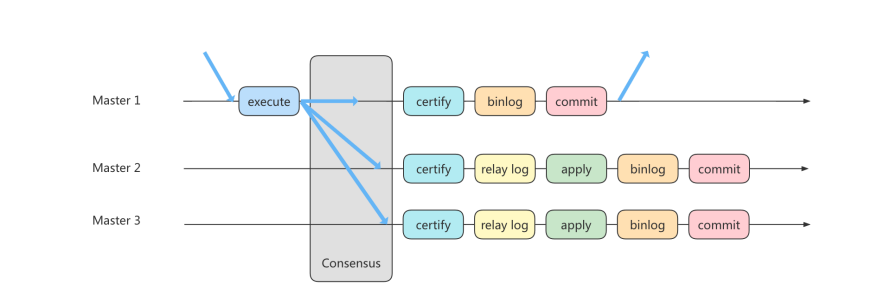 Master 1
execute
certify
binlog
commit
Master 2
certify
relay log
apply
binlog
commit
Master 3
certify
relay log
apply
binlog
commit
Consensus